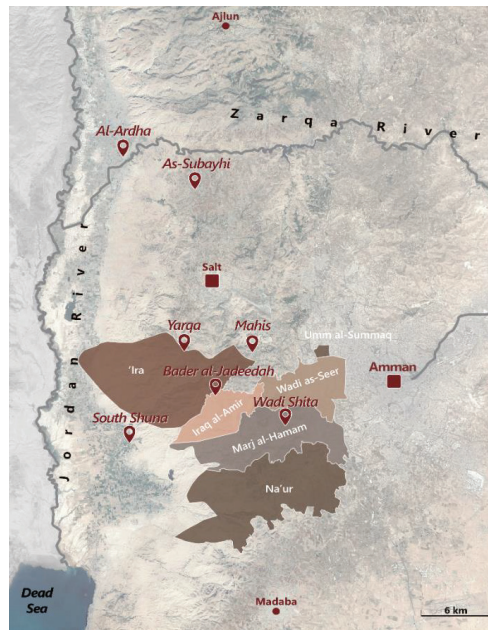 Ajlun
Zarqa River
Al-Ardha
As-Subayhi
Jordan River
Salt
Yarqa
Mahis
Umm al-Summaq
'Ira
Bader al-Jadeedah
Wadi as-Seer
Amman
South Shuna
Iraq al-Amir
Wadi Shita
Marj al-Hamam
Na'ur
Dead
Sea
Madaba
6 km